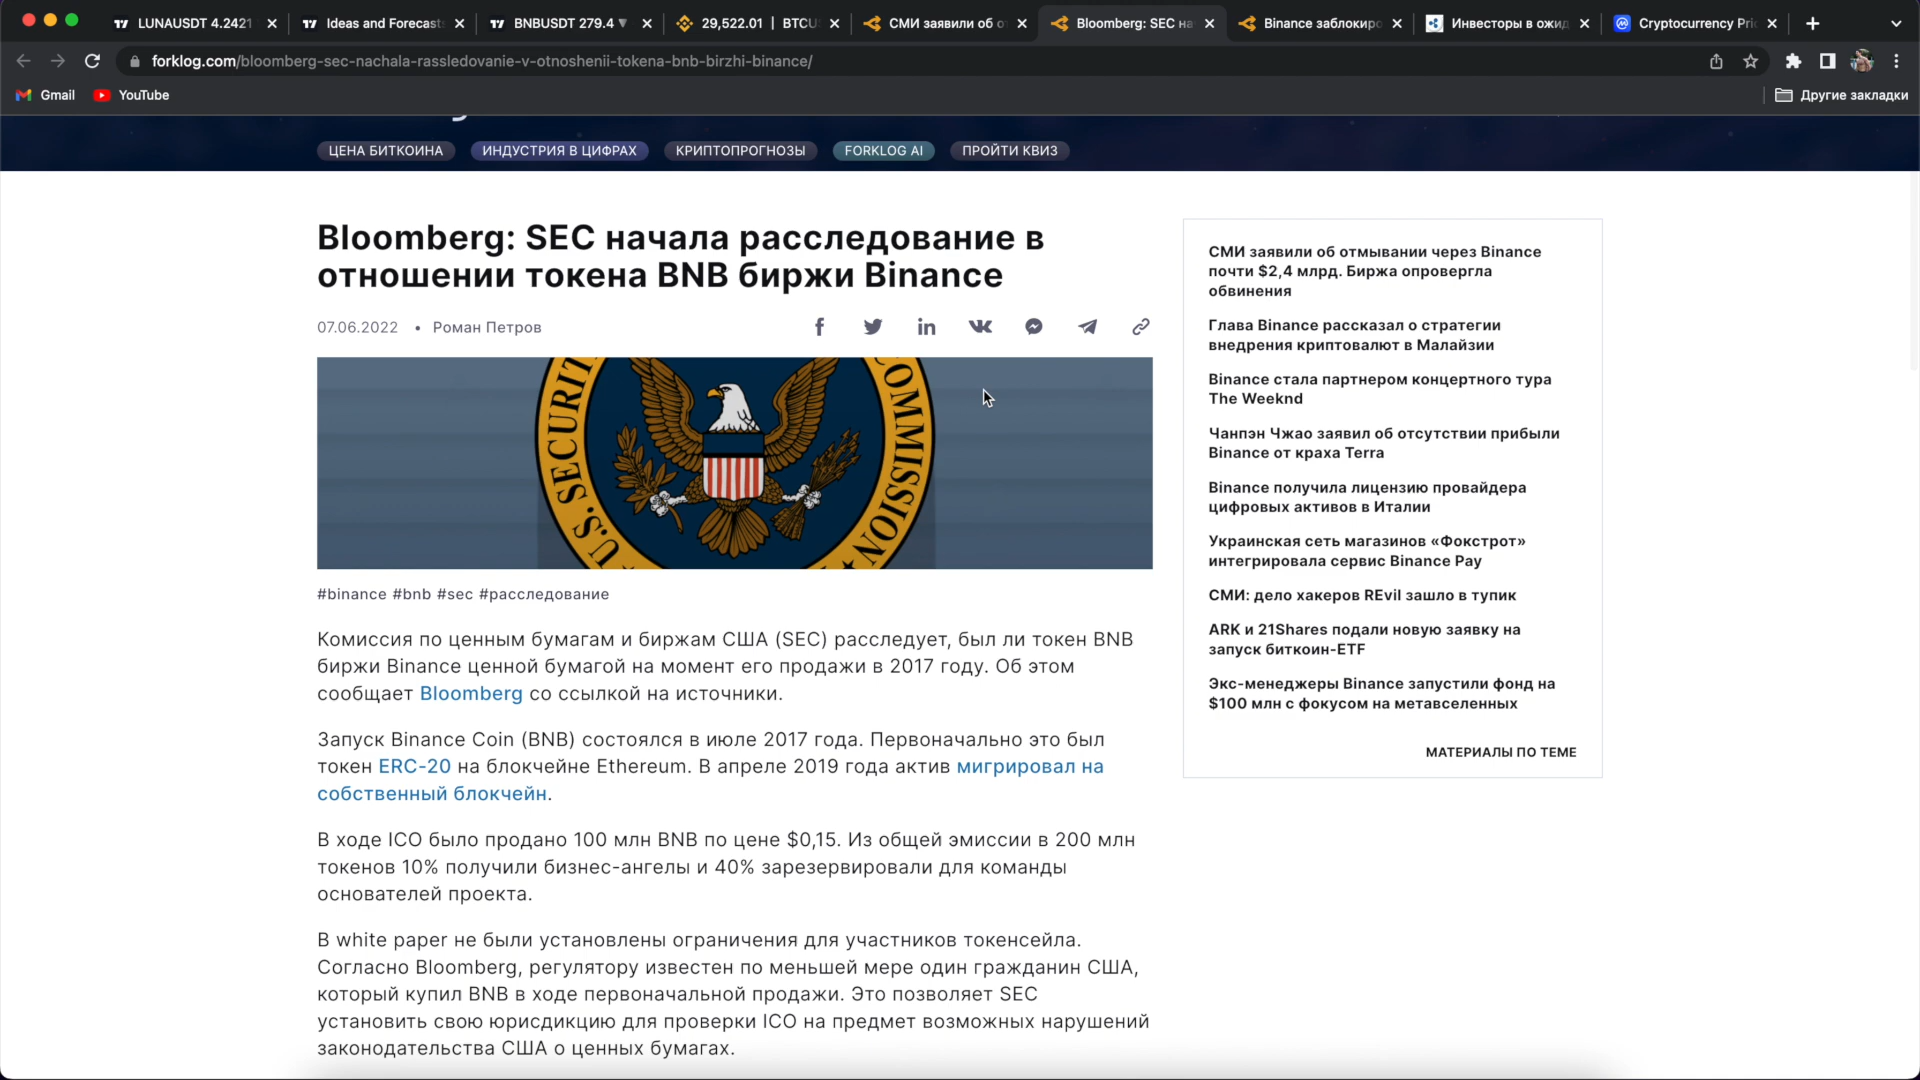 LUNAUSDT 4.2421
Ideas and Forecast
BNBUSDT 279.4 ▼
29,522.01 | BTCU
СМИ заявили об о
Bloomberg: SEC на
Binance заблокиро
Инвесторы в ожид
Cryptocurrency Pri
forklog.com/bloomberg-sec-nachala-rassledovanie-v-otnoshenii-tokena-bnb-birzhi-binance/
Gmail
YouTube
Другие закладки
ЦЕНА БИТКОИНА
ИНДУСТРИЯ В ЦИФРАХ
КРИПТОПРОГНОЗЫ
FORKLOG AI
ПРОЙТИ КВИЗ
Bloomberg: SEC начала расследование в
отношении токена BNB биржи Binance
07.06.2022 • Роман Петров
U.S. SECURIT
OMMISSION
#binance #bnb #sec #расследование
Комиссия по ценным бумагам и биржам США (SEC) расследует, был ли токен BNB
биржи Binance ценной бумагой на момент его продажи в 2017 году. Об этом
сообщает Bloomberg со ссылкой на источники.
Запуск Binance Coin (BNB) состоялся в июле 2017 года. Первоначально это был
токен ERC-20 на блокчейне Ethereum. В апреле 2019 года актив мигрировал на
собственный блокчейн.
В ходе ICO было продано 100 млн BNB по цене $0,15. Из общей эмиссии в 200 млн
токенов 10% получили бизнес-ангелы и 40% зарезервировали для команды
основателей проекта.
В white paper не были установлены ограничения для участников токенсейла.
Согласно Bloomberg, регулятору известен по меньшей мере один гражданин США,
который купил BNB в ходе первоначальной продажи. Это позволяет SEC
установить свою юрисдикцию для проверки ICO на предмет возможных нарушений
законодательства США о ценных бумагах.
СМИ заявили об отмывании через Binance
почти $2,4 млрд. Биржа опровергла
обвинения
Глава Binance рассказал о стратегии
внедрения криптовалют в Малайзии
Binance стала партнером концертного тура
The Weeknd
Чанпэн Чжао заявил об отсутствии прибыли
Binance от краха Terra
Binance получила лицензию провайдера
цифровых активов в Италии
Украинская сеть магазинов «Фокстрот»
интегрировала сервис Binance Pay
СМИ: дело хакеров REvil зашло в тупик
ARK и 21Shares подали новую заявку на
запуск биткоин-ETF
Экс-менеджеры Binance запустили фонд на
$100 млн с фокусом на метавселенных
МАТЕРИАЛЫ ПО ТЕМЕ